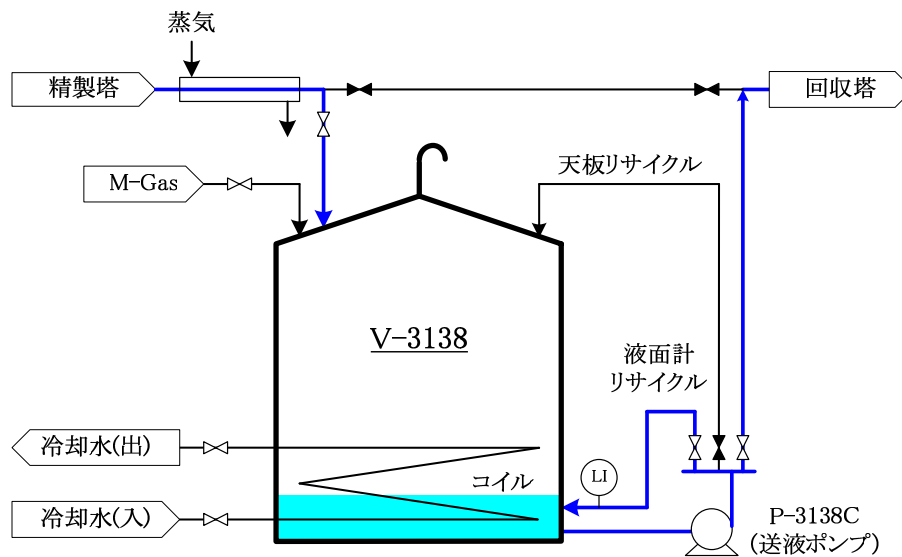 蒸気
精製塔
回収塔
M-Gas
天板リサイクル
V-3138
液面計
リサイクル
冷却水(出)
コイル
LI
冷却水(入)
P-3138C
(送液ポンプ)